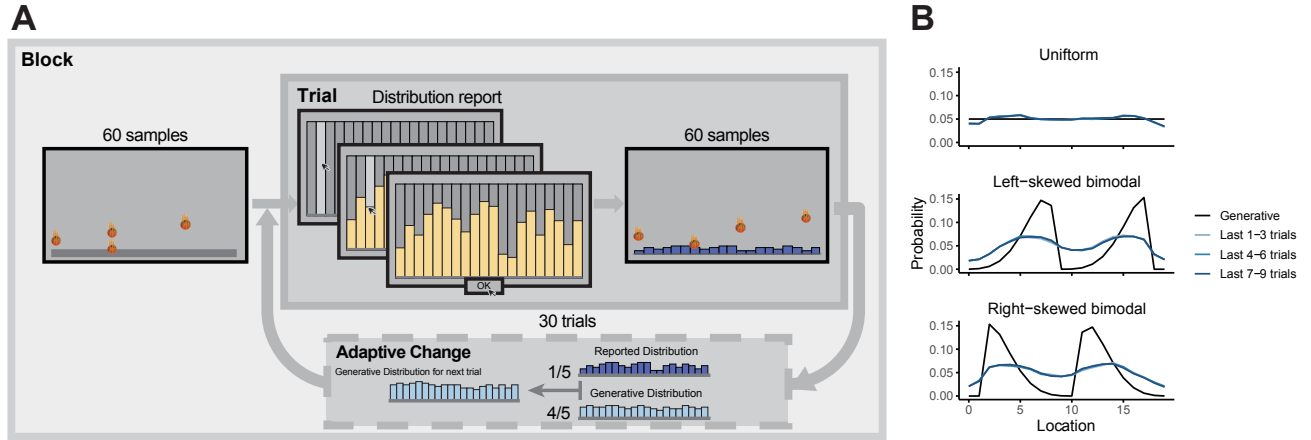 A
Block
60 samples
Trial
Distribution report
OK
60 samples
30 trials
Adaptive Change
Generative Distribution for next trial
Reported Distribution
1/5
Generative Distribution
4/5
B
Uniftorm
0.15
0.10
0.05
0.00
Left−skewed bimodal
0.15
0.10
0.05
0.00
Right−skewed bimodal
0.15
0.10
0.05
0.00
0 5 10 15
Location
Probability
Generative
Last 1−3 trials
Last 4−6 trials
Last 7−9 trials